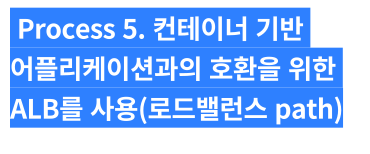 Process 5. 컨테이너 기반
어플리케이션과의 호환을 위한
ALB를 사용(로드밸런스 path)